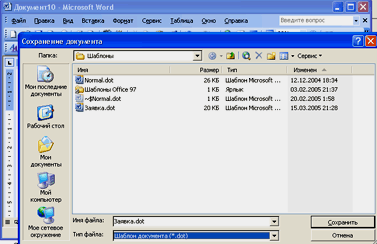 Документ10 - Microsoft Word
Файл Правка Вид Вставка Формат Сервис Таблица Окно Справка Введите вопрос
Сохранение документа
Папка: Шаблоны Сервис
Имя Размер Тип Изменен
Normal.dot 26 КБ Шаблон Microsoft ... 12.12.2004 18:34
Шаблоны Office 97 1 КБ Ярлык 03.02.2005 21:37
~$Normal.dot 1 КБ Шаблон Microsoft ... 20.02.2005 1:58
Заявка.dot 20 КБ Шаблон Microsoft ... 15.03.2005 21:28
Мои последние документы
Рабочий стол
Мои документы
Мой компьютер
Мое сетевое окружение
Имя файла: Заявка.dot Сохранить
Тип файла: Шаблон документа (*.dot) Отмена